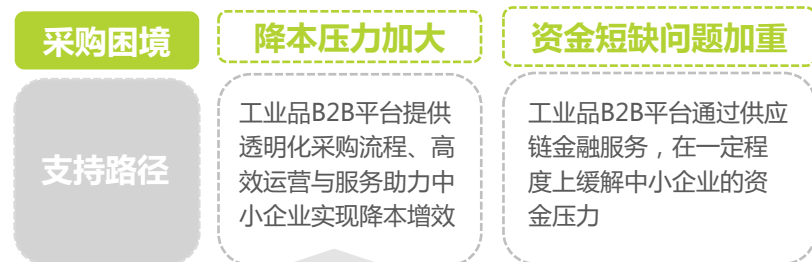 采购困境
降本压力加大
资金短缺问题加重
支持路径
工业品B2B平台提供
透明化采购流程、高
效运营与服务助力中
小企业实现降本增效
工业品B2B平台通过供应
链金融服务，在一定程
度上缓解中小企业的资
金压力